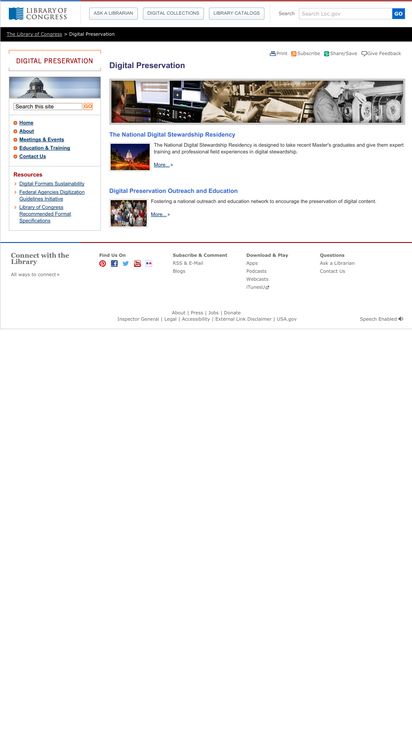 LIBRARY OF CONGRESS
ASK A LIBRARIAN
DIGITAL COLLECTIONS
LIBRARY CATALOGS
Search
Search Loc.gov
GO
The Library of Congress > Digital Preservation
Print Subscribe Share/Save Give Feedback
DIGITAL PRESERVATION
Search this site
GO
Home
About
Meetings & Events
Education & Training
Contact Us
Resources
Digital Formats Sustainability
Federal Agencies Digitization
Guidelines Initiative
Library of Congress
Recommended Format
Specifications
Digital Preservation
The National Digital Stewardship Residency
The National Digital Stewardship Residency is designed to take recent Master's graduates and give them expert
training and professional field experiences in digital stewardship.
More... »
Digital Preservation Outreach and Education
Fostering a national outreach and education network to encourage the preservation of digital content.
More... »
Connect with the
Library
All ways to connect »
Find Us On
Subscribe & Comment
RSS & E-Mail
Blogs
Download & Play
Apps
Podcasts
Webcasts
iTunesU
Questions
Ask a Librarian
Contact Us
About | Press | Jobs | Donate
Inspector General | Legal | Accessibility | External Link Disclaimer | USA.gov
Speech Enabled